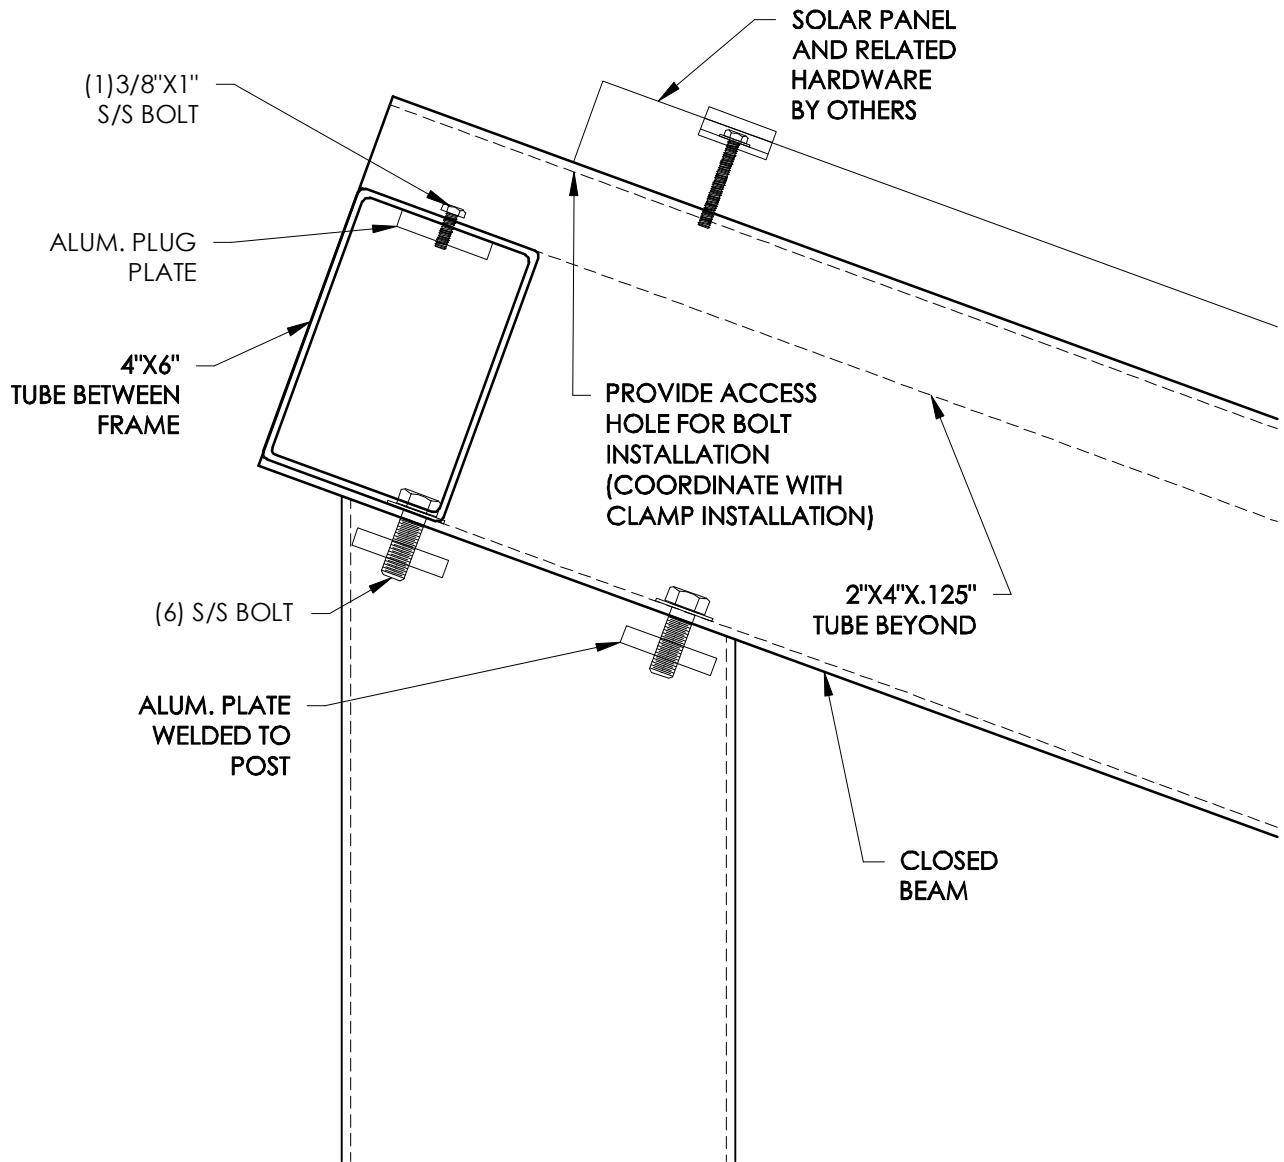 SOLAR PANEL
AND RELATED
HARDWARE
BY OTHERS
(1)3/8"X1"
S/S BOLT
ALUM. PLUG
PLATE
4"X6"
TUBE BETWEEN
FRAME
PROVIDE ACCESS
HOLE FOR BOLT
INSTALLATION
(COORDINATE WITH
CLAMP INSTALLATION)
(6) S/S BOLT
2"X4"X.125"
TUBE BEYOND
ALUM. PLATE
WELDED TO
POST
CLOSED
BEAM